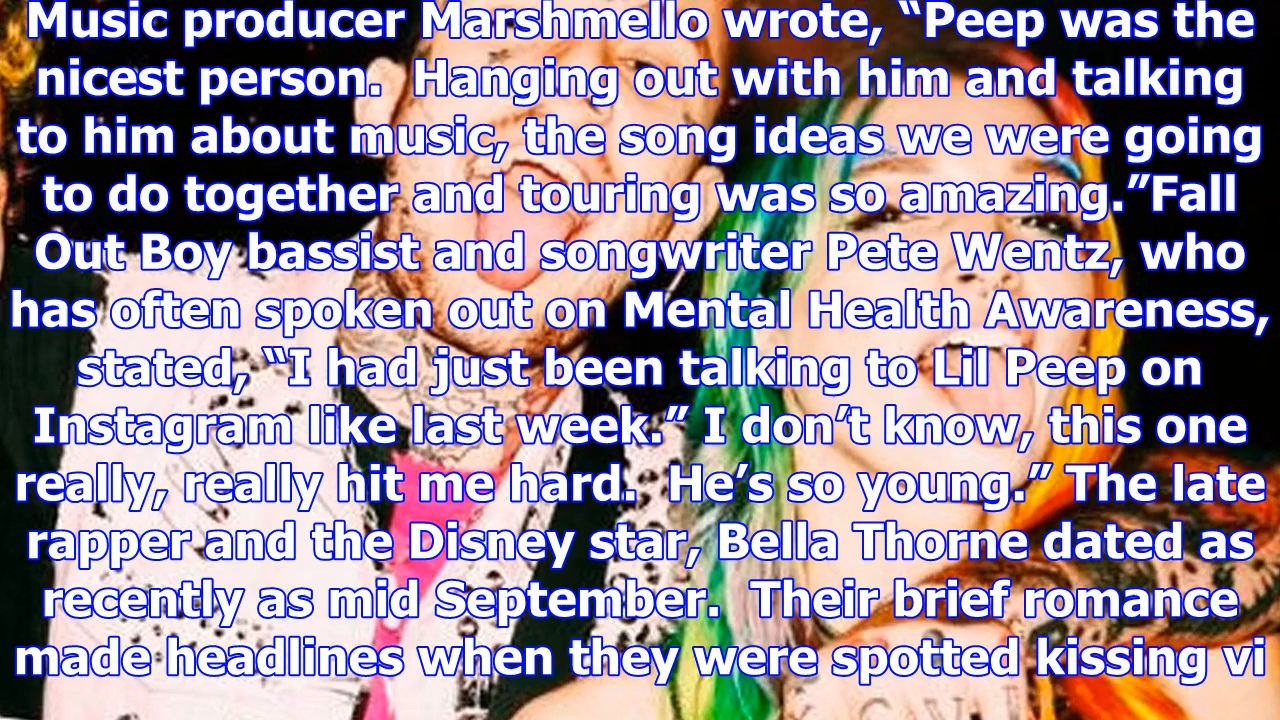 Music producer Marshmello wrote, “Peep was the
nicest person.  Hanging out with him and talking
to him about music, the song ideas we were going
to do together and touring was so amazing.”Fall
Out Boy bassist and songwriter Pete Wentz, who
has often spoken out on Mental Health Awareness,
stated, “I had just been talking to Lil Peep on
Instagram like last week.” I don’t know, this one
really, really hit me hard.  He’s so young.” The late
rapper and the Disney star, Bella Thorne dated as
recently as mid September.  Their brief romance
made headlines when they were spotted kissing vi